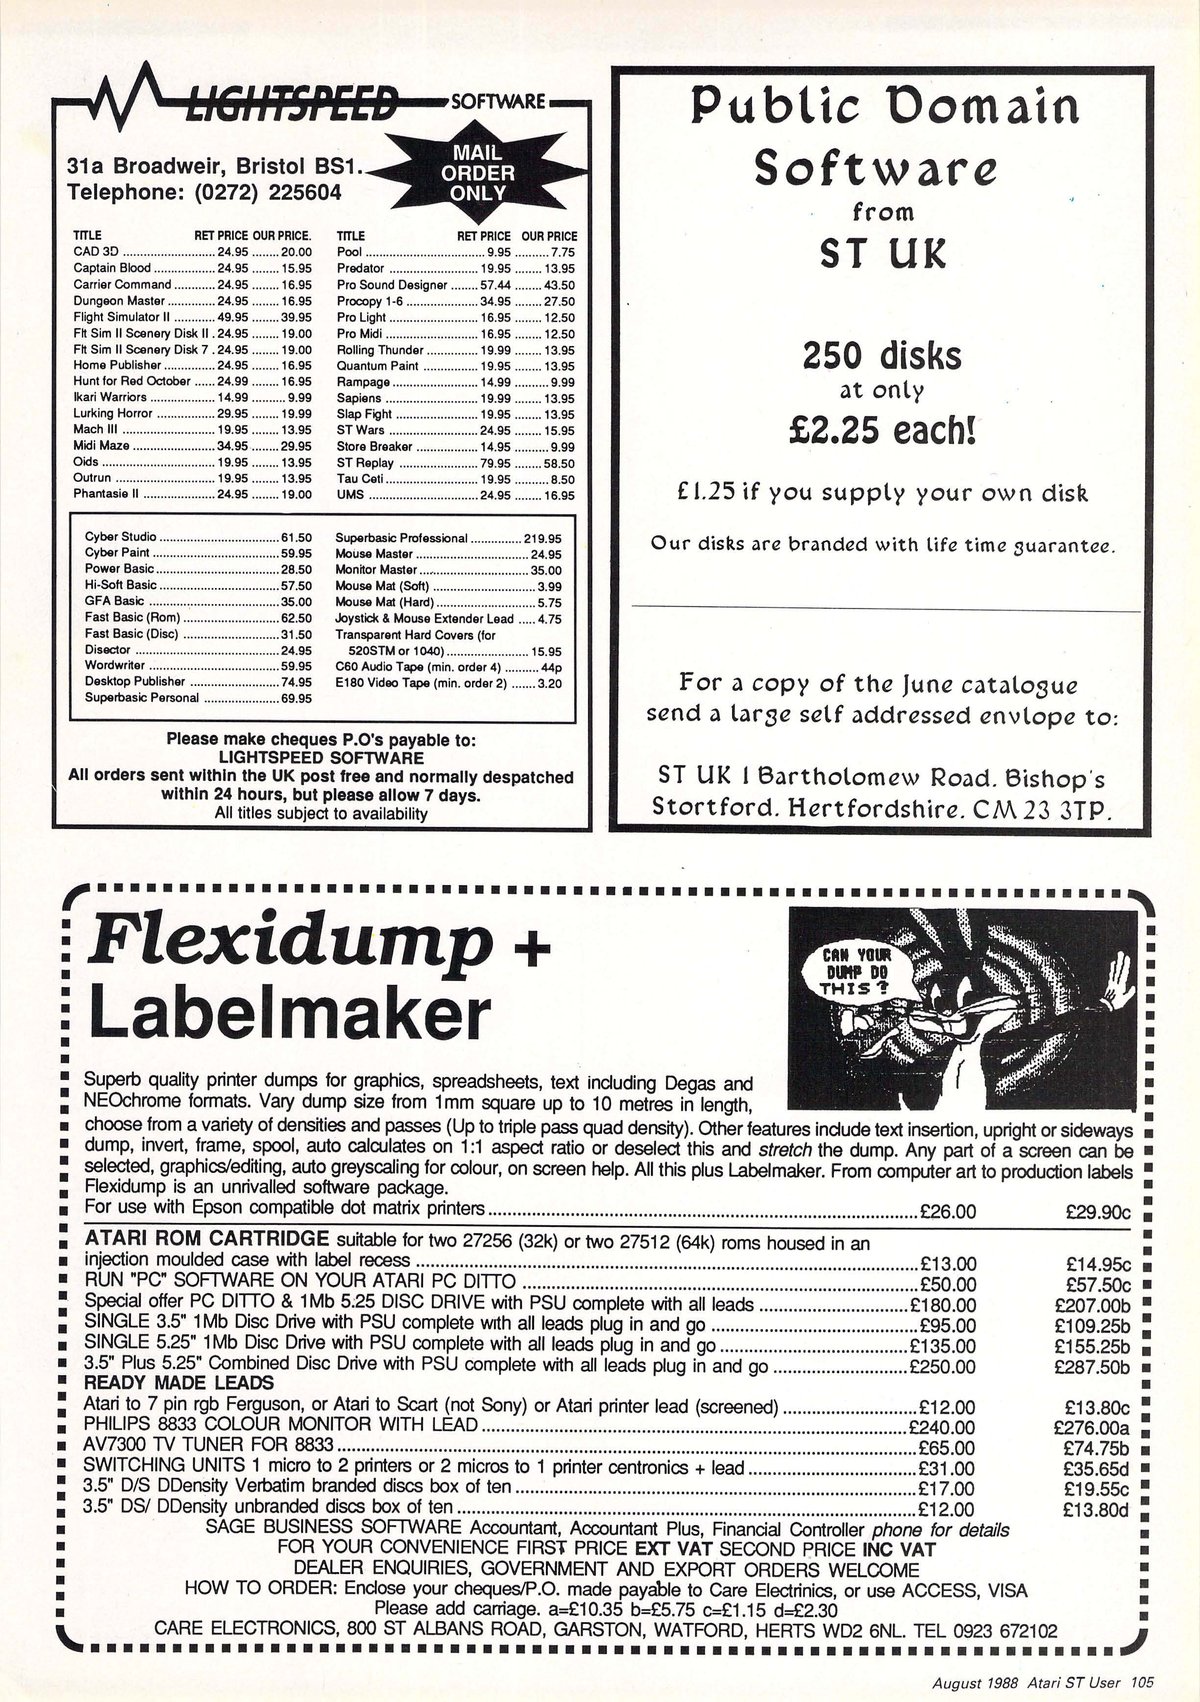 LIGHTSPEED SOFTWARE
31a Broadweir, Bristol BS1.
Telephone: (0272) 225604
MAIL
ORDER
ONLY
TITLE RET PRICE OUR PRICE.
CAD 3D 24.95 20.00
Captain Blood 24.95 15.95
Carrier Command 24.95 16.95
Dungeon Master 24.95 16.95
Flight Simulator II 49.95 39.95
Flt Sim II Scenery Disk II 24.95 19.00
Flt Sim II Scenery Disk 7 24.95 19.00
Home Publisher 24.95 16.95
Hunt for Red October 24.99 16.95
Ikari Warriors 14.99 9.99
Lurking Horror 29.95 19.99
Mach III 19.95 13.95
Midi Maze 34.95 29.95
Oids 19.95 13.95
Outrun 19.95 13.95
Phantasie II 24.95 19.00
TITLE RET PRICE OUR PRICE
Pool 9.95 7.75
Predator 19.95 13.95
Pro Sound Designer 57.44 43.50
Procopy 1-6 34.95 27.50
Pro Light 16.95 12.50
Pro Midi 16.95 12.50
Rolling Thunder 19.99 13.95
Quantum Paint 19.95 13.95
Rampage 14.99 9.99
Sapiens 19.99 13.95
Slap Fight 19.95 13.95
ST Wars 24.95 15.95
Store Breaker 14.95 9.99
ST Replay 79.95 58.50
Tau Ceti 19.95 8.50
UMS 24.95 16.95
Cyber Studio 61.50
Cyber Paint 59.95
Power Basic 28.50
Hi-Soft Basic 57.50
GFA Basic 35.00
Fast Basic (Rom) 62.50
Fast Basic (Disc) 31.50
Disector 24.95
Wordwriter 59.95
Desktop Publisher 74.95
Superbasic Personal 69.95
Superbasic Professional 219.95
Mouse Master 24.95
Monitor Master 35.00
Mouse Mat (Soft) 3.99
Mouse Mat (Hard) 5.75
Joystick & Mouse Extender Lead 4.75
Transparent Hard Covers (for
520STM or 1040) 15.95
C60 Audio Tape (min. order 4) 44p
E180 Video Tape (min. order 2) 3.20
Please make cheques P.O's payable to:
LIGHTSPEED SOFTWARE
All orders sent within the UK post free and normally despatched
within 24 hours, but please allow 7 days.
All titles subject to availability
Public Domain
Software
from
ST UK
250 disks
at only
£2.25 each!
£1.25 if you supply your own disk
Our disks are branded with life time guarantee.
For a copy of the June catalogue
send a large self addressed envlope to:
ST UK 1 Bartholomew Road. Bishop's
Stortford. Hertfordshire. CM23 3TP.
Flexidump +
Labelmaker
CAN YOUR
DUMP DO
THIS?
Superb quality printer dumps for graphics, spreadsheets, text including Degas and
NEOchrome formats. Vary dump size from 1mm square up to 10 metres in length,
choose from a variety of densities and passes (Up to triple pass quad density). Other features include text insertion, upright or sideways
dump, invert, frame, spool, auto calculates on 1:1 aspect ratio or deselect this and stretch the dump. Any part of a screen can be
selected, graphics/editing, auto greyscaling for colour, on screen help. All this plus Labelmaker. From computer art to production labels
Flexidump is an unrivalled software package.
For use with Epson compatible dot matrix printers £26.00 £29.90c
ATARI ROM CARTRIDGE suitable for two 27256 (32k) or two 27512 (64k) roms housed in an
injection moulded case with label recess £13.00 £14.95c
RUN "PC" SOFTWARE ON YOUR ATARI PC DITTO £50.00 £57.50c
Special offer PC DITTO & 1Mb 5.25 DISC DRIVE with PSU complete with all leads £180.00 £207.00b
SINGLE 3.5" 1Mb Disc Drive with PSU complete with all leads plug in and go £95.00 £109.25b
SINGLE 5.25" 1Mb Disc Drive with PSU complete with all leads plug in and go £135.00 £155.25b
3.5" Plus 5.25" Combined Disc Drive with PSU complete with all leads plug in and go £250.00 £287.50b
READY MADE LEADS
Atari to 7 pin rgb Ferguson, or Atari to Scart (not Sony) or Atari printer lead (screened) £12.00 £13.80c
PHILIPS 8833 COLOUR MONITOR WITH LEAD £240.00 £276.00a
AV7300 TV TUNER FOR 8833 £65.00 £74.75b
SWITCHING UNITS 1 micro to 2 printers or 2 micros to 1 printer centronics + lead £31.00 £35.65d
3.5" D/S DDensity Verbatim branded discs box of ten £17.00 £19.55c
3.5" DS/ DDensity unbranded discs box of ten £12.00 £13.80d
SAGE BUSINESS SOFTWARE Accountant, Accountant Plus, Financial Controller phone for details
FOR YOUR CONVENIENCE FIRST PRICE EXT VAT SECOND PRICE INC VAT
DEALER ENQUIRIES, GOVERNMENT AND EXPORT ORDERS WELCOME
HOW TO ORDER: Enclose your cheques/P.O. made payable to Care Electrinics, or use ACCESS, VISA
Please add carriage. a=£10.35 b=£5.75 c=£1.15 d=£2.30
CARE ELECTRONICS, 800 ST ALBANS ROAD, GARSTON, WATFORD, HERTS WD2 6NL. TEL 0923 672102
August 1988 Atari ST User 105